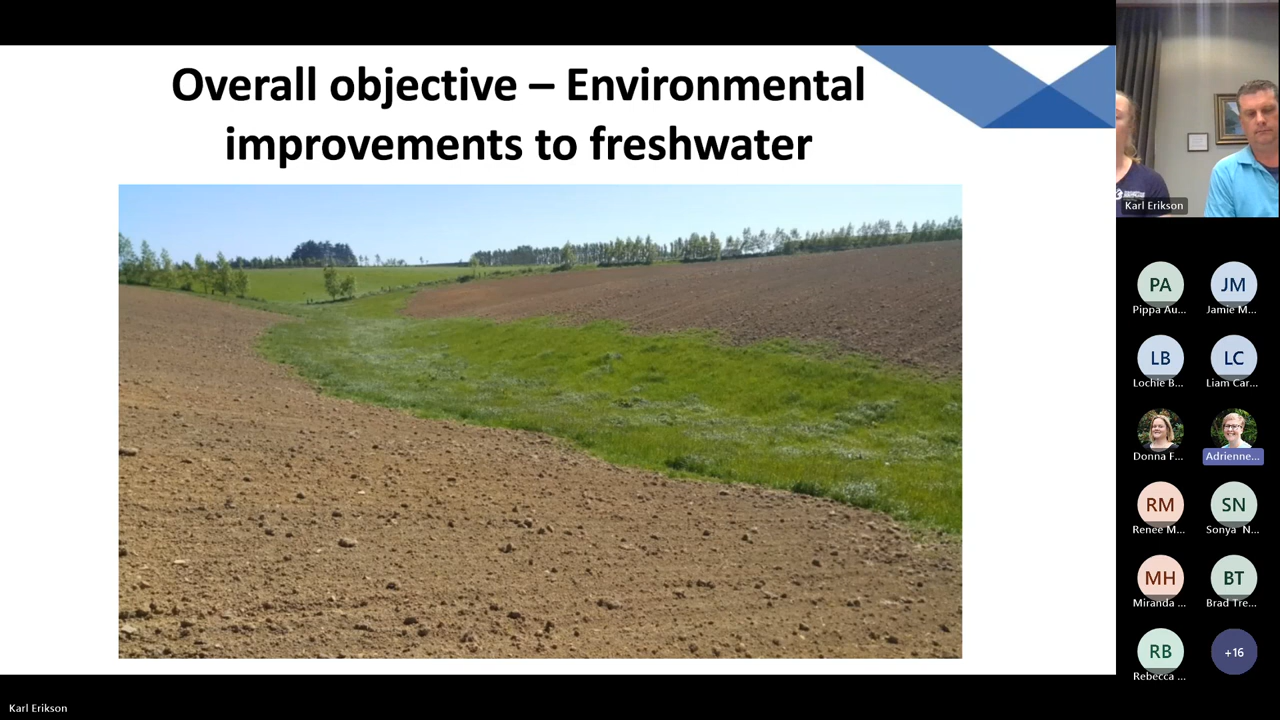 Overall objective – Environmental
improvements to freshwater
Karl Erikson
PA
JM
Pippa Au...
Jamie M...
LB
LC
Lochie B...
Liam Car...
Donna F...
Adrienne...
RM
SN
Renee M...
Sonya N...
MH
BT
Miranda ...
Brad Tre...
RB
+16
Rebecca ...
Karl Erikson